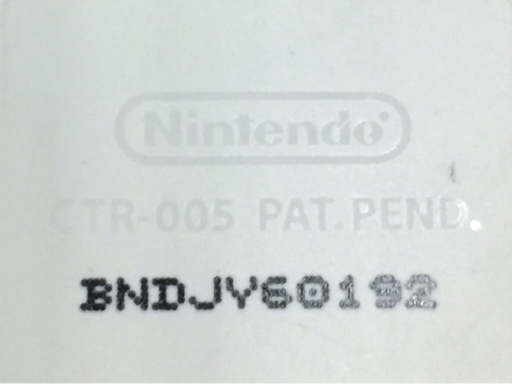 Nintendo
CTR-005 PAT. PEND.
BNDJY60192